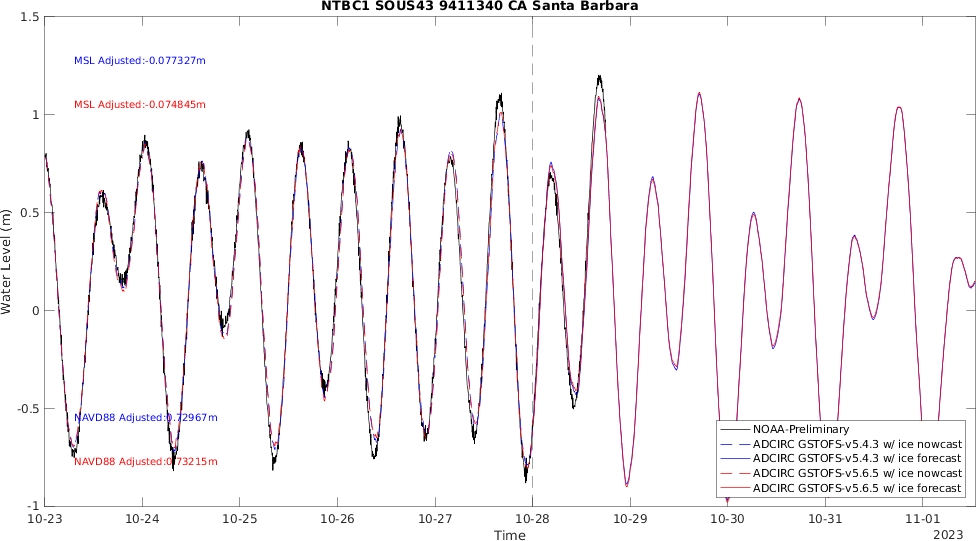 NTBC1 SOUS43 9411340 CA Santa Barbara
1.5
MSL Adjusted:-0.077327m
MSL Adjusted:-0.074845m
1
0.5
Water Level (m)
0
-0.5
NAVD88 Adjusted:0.72967m
NAVD88 Adjusted:0.73215m
-1
NOAA-Preliminary
ADCIRC GSTOFS-v5.4.3 w/ ice nowcast
ADCIRC GSTOFS-v5.4.3 w/ ice forecast
ADCIRC GSTOFS-v5.6.5 w/ ice nowcast
ADCIRC GSTOFS-v5.6.5 w/ ice forecast
10-23 10-24 10-25 10-26 10-27 10-28 10-29 10-30 10-31 11-01
Time
2023